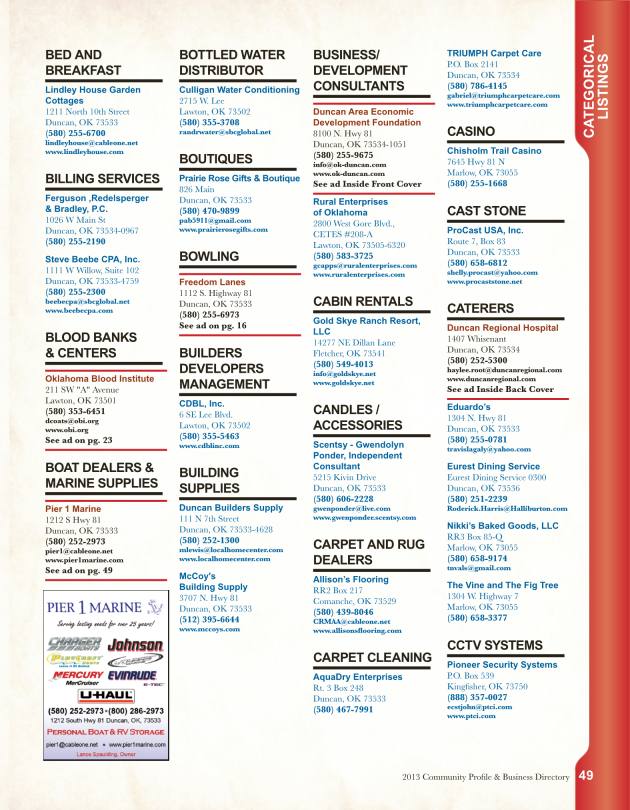 BED AND
BREAKFAST
Lindley House Garden
Cottages
1211 North 10th Street
Duncan, OK 73533
(580) 255-6700
lindleyhouse@cableone.net
www.lindleyhouse.com
BILLING SERVICES
Ferguson ,Redelsperger
& Bradley, P.C.
1026 W Main St
Duncan, OK 73534-0967
(580) 255-2190
Steve Beebe CPA, Inc.
1111 W Willow, Suite 102
Duncan, OK 73533-4759
(580) 255-2300
beebecpa@sbcglobal.net
www.beebecpa.com
BLOOD BANKS
& CENTERS
Oklahoma Blood Institute
211 SW "A" Avenue
Lawton, OK 73501
(580) 353-6451
dcoats@obi.org
www.obi.org
See ad on pg. 23
BOAT DEALERS &
MARINE SUPPLIES
Pier 1 Marine
1212 S Hwy 81
Duncan, OK 73533
(580) 252-2973
pier1@cableone.net
www.pier1marine.com
See ad on pg. 49
PIER 1 MARINE
Serving lasting needs for over 25 years!
CHARGER
BOATS
Johnson
PLAYCRAFT
BOATS
MERCURY
MerCruiser
EVINRUDE
E-TEC
U-HAUL
(580) 252-2973 • (800) 286-2973
1212 South Hwy 81 Duncan, OK, 73533
PERSONAL BOAT & RV STORAGE
pier1@cableone.net • www.pier1marine.com
Lance Spaulding, Owner
BOTTLED WATER
DISTRIBUTOR
Culligan Water Conditioning
2715 W. Lee
Lawton, OK 73502
(580) 353-3708
randrwater@sbcglobal.net
BOUTIQUES
Prairie Rose Gifts & Boutique
826 Main
Duncan, OK 73533
(580) 470-9899
pab5911@gmail.com
www.prairierosegifts.com
BOWLING
Freedom Lanes
1112 S. Highway 81
Duncan, OK 73533
(580) 255-6973
See ad on pg. 16
BUILDERS
DEVELOPERS
MANAGEMENT
CDBL, Inc.
6 SE Lee Blvd.
Lawton, OK 73502
(580) 355-5463
www.cdblinc.com
BUILDING
SUPPLIES
Duncan Builders Supply
111 N 7th Street
Duncan, OK 73533-4628
(580) 252-1300
mlewis@localhomecenter.com
www.localhomecenter.com
McCoy's
Building Supply
3707 N. Hwy 81
Duncan, OK 73533
(512) 395-6644
www.mccoys.com
BUSINESS/
DEVELOPMENT
CONSULTANTS
Duncan Area Economic
Development Foundation
8100 N. Hwy 81
Duncan, OK 73534-1051
(580) 255-9675
info@ok-duncan.com
www.ok-duncan.com
See ad Inside Front Cover
Rural Enterprises
of Oklahoma
2800 West Gore Blvd.,
CETES #208-A
Lawton, OK 73505-6320
(580) 583-3725
gcapps@ruralenterprises.com
www.ruralenterprises.com
CABIN RENTALS
Gold Skye Ranch Resort,
LLC
14277 NE Dillan Lane
Fletcher, OK 73541
(580) 549-4013
info@goldskye.net
www.goldskye.net
CANDLES /
ACCESSORIES
Scentsy - Gwendolyn
Ponder, Independent
Consultant
5215 Kivin Drive
Duncan, OK 73533
(580) 606-2228
gwenponder@live.com
www.gwenponder.scentsy.com
CARPET AND RUG
DEALERS
Allison's Flooring
RR2 Box 217
Comanche, OK 73529
(580) 439-8046
CRMAA@cableone.net
www.allisonsflooring.com
CARPET CLEANING
AquaDry Enterprises
Rt. 3 Box 248
Duncan, OK 73533
(580) 467-7991
TRIUMPH Carpet Care
P.O. Box 2141
Duncan, OK 73534
(580) 786-4145
gabriel@triumphcarpetcare.com
www.triumphcarpetcare.com
CASINO
Chisholm Trail Casino
7645 Hwy 81 N
Marlow, OK 73055
(580) 255-1668
CAST STONE
ProCast USA, Inc.
Route 7, Box 83
Duncan, OK 73533
(580) 658-6812
shelly.procast@yahoo.com
www.procaststone.net
CATERERS
Duncan Regional Hospital
1407 Whisenant
Duncan, OK 73534
(580) 252-5300
haylee.root@duncanregional.com
www.duncanregional.com
See ad Inside Back Cover
Eduardo's
1304 N. Hwy 81
Duncan, OK 73533
(580) 255-0781
travislagaly@yahoo.com
Eurest Dining Service
Eurest Dining Service 0300
Duncan, OK 73536
(580) 251-2239
Roderick.Harris@Halliburton.com
Nikki's Baked Goods, LLC
RR3 Box 85-Q
Marlow, OK 73055
(580) 658-9174
tnvals@gmail.com
The Vine and The Fig Tree
1304 W. Highway 7
Marlow, OK 73055
(580) 658-3377
CCTV SYSTEMS
Pioneer Security Systems
P.O. Box 539
Kingfisher, OK 73750
(888) 357-0027
ecstjohn@ptci.com
www.ptci.com
CATEGORICAL
LISTINGS
2013 Community Profile & Business Directory 49